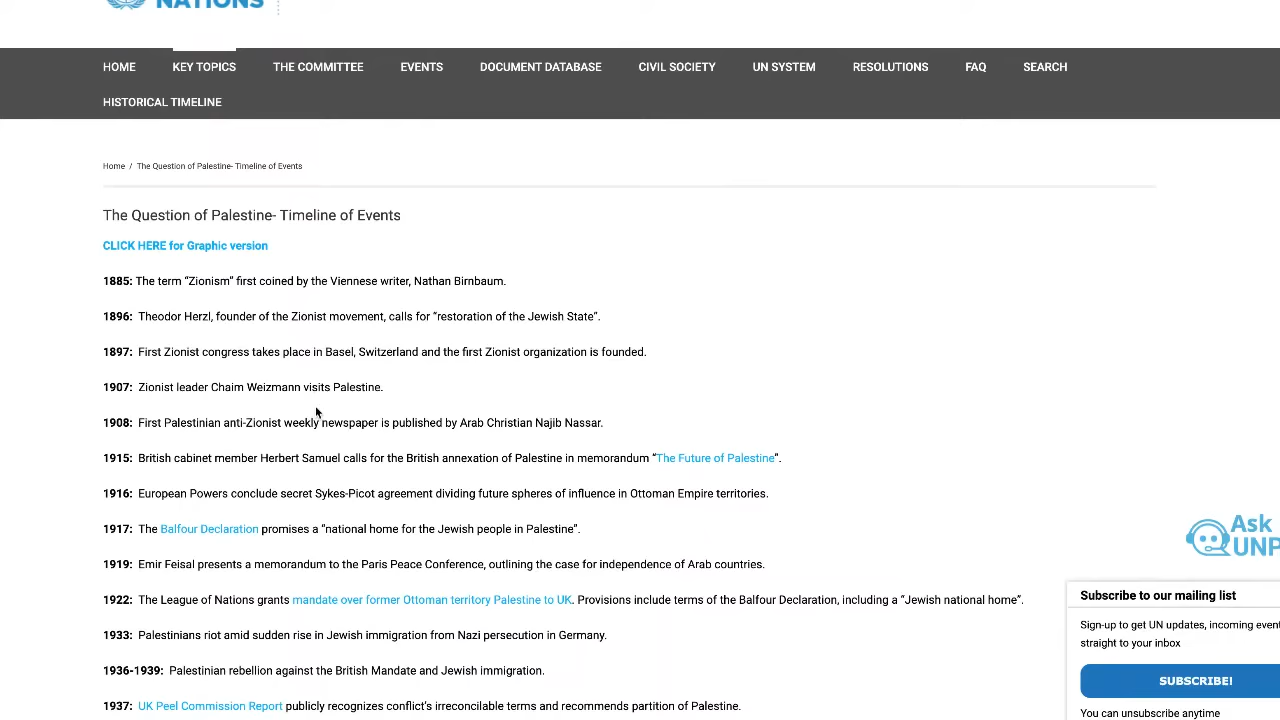 NATIONS
HOME KEY TOPICS THE COMMITTEE EVENTS DOCUMENT DATABASE CIVIL SOCIETY UN SYSTEM RESOLUTIONS FAQ SEARCH
HISTORICAL TIMELINE
Home / The Question of Palestine- Timeline of Events
The Question of Palestine- Timeline of Events
CLICK HERE for Graphic version
1885: The term “Zionism” first coined by the Viennese writer, Nathan Birnbaum.
1896: Theodor Herzl, founder of the Zionist movement, calls for “restoration of the Jewish State”.
1897: First Zionist congress takes place in Basel, Switzerland and the first Zionist organization is founded.
1907: Zionist leader Chaim Weizmann visits Palestine.
1908: First Palestinian anti-Zionist weekly newspaper is published by Arab Christian Najib Nassar.
1915: British cabinet member Herbert Samuel calls for the British annexation of Palestine in memorandum “The Future of Palestine”.
1916: European Powers conclude secret Sykes-Picot agreement dividing future spheres of influence in Ottoman Empire territories.
1917: The Balfour Declaration promises a “national home for the Jewish people in Palestine”.
1919: Emir Feisal presents a memorandum to the Paris Peace Conference, outlining the case for independence of Arab countries.
1922: The League of Nations grants mandate over former Ottoman territory Palestine to UK. Provisions include terms of the Balfour Declaration, including a “Jewish national home”.
1933: Palestinians riot amid sudden rise in Jewish immigration from Nazi persecution in Germany.
1936-1939: Palestinian rebellion against the British Mandate and Jewish immigration.
1937: UK Peel Commission Report publicly recognizes conflict’s irreconcilable terms and recommends partition of Palestine.
Ask
UNP
Subscribe to our mailing list
Sign-up to get UN updates, incoming event
straight to your inbox
SUBSCRIBE!
You can unsubscribe anytime